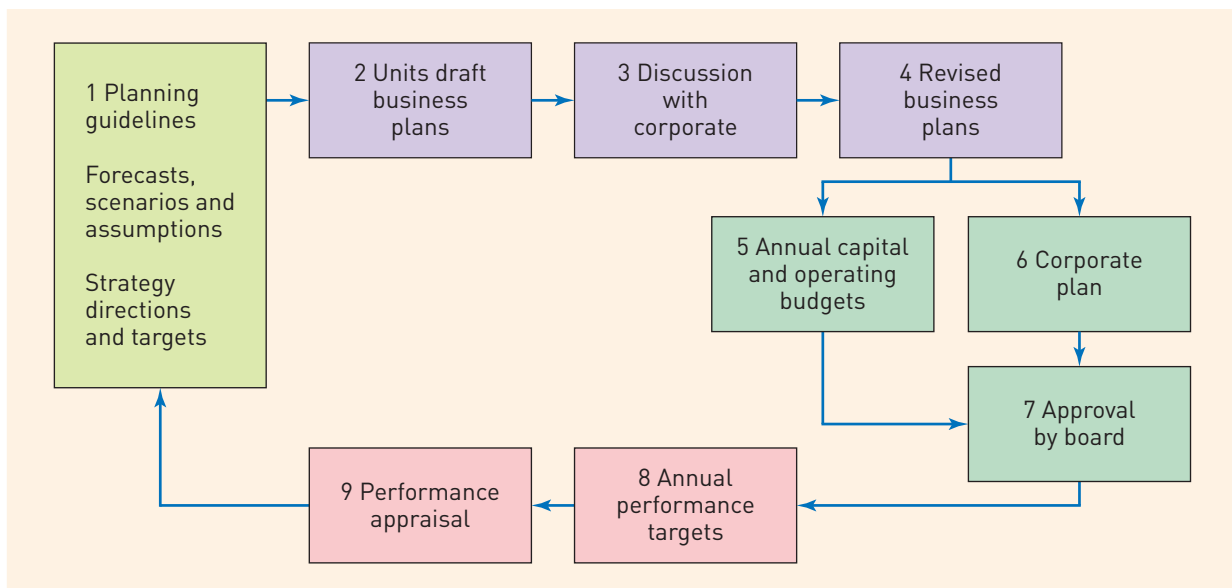 1 Planning
guidelines
Forecasts,
scenarios and
assumptions
Strategy
directions
and targets
2 Units draft
business
plans
3 Discussion
with
corporate
4 Revised
business
plans
5 Annual capital
and operating
budgets
6 Corporate
plan
7 Approval
by board
8 Annual
performance
targets
9 Performance
appraisal